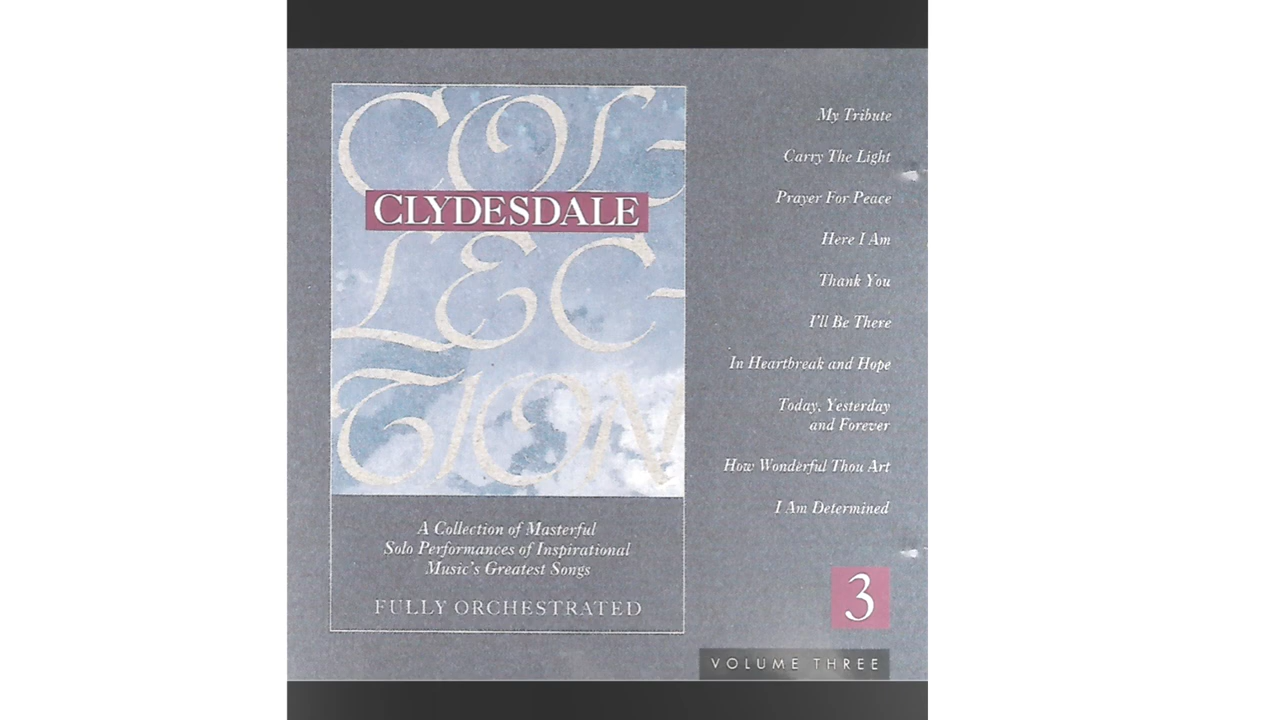 COL-
CLYDESDALE
LEC-
TION
A Collection of Masterful
Solo Performances of Inspirational
Music's Greatest Songs
FULLY ORCHESTRATED
My Tribute
Carry The Light
Prayer For Peace
Here I Am
Thank You
I'll Be There
In Heartbreak and Hope
Today, Yesterday
and Forever
How Wonderful Thou Art
I Am Determined
3
VOLUME THREE